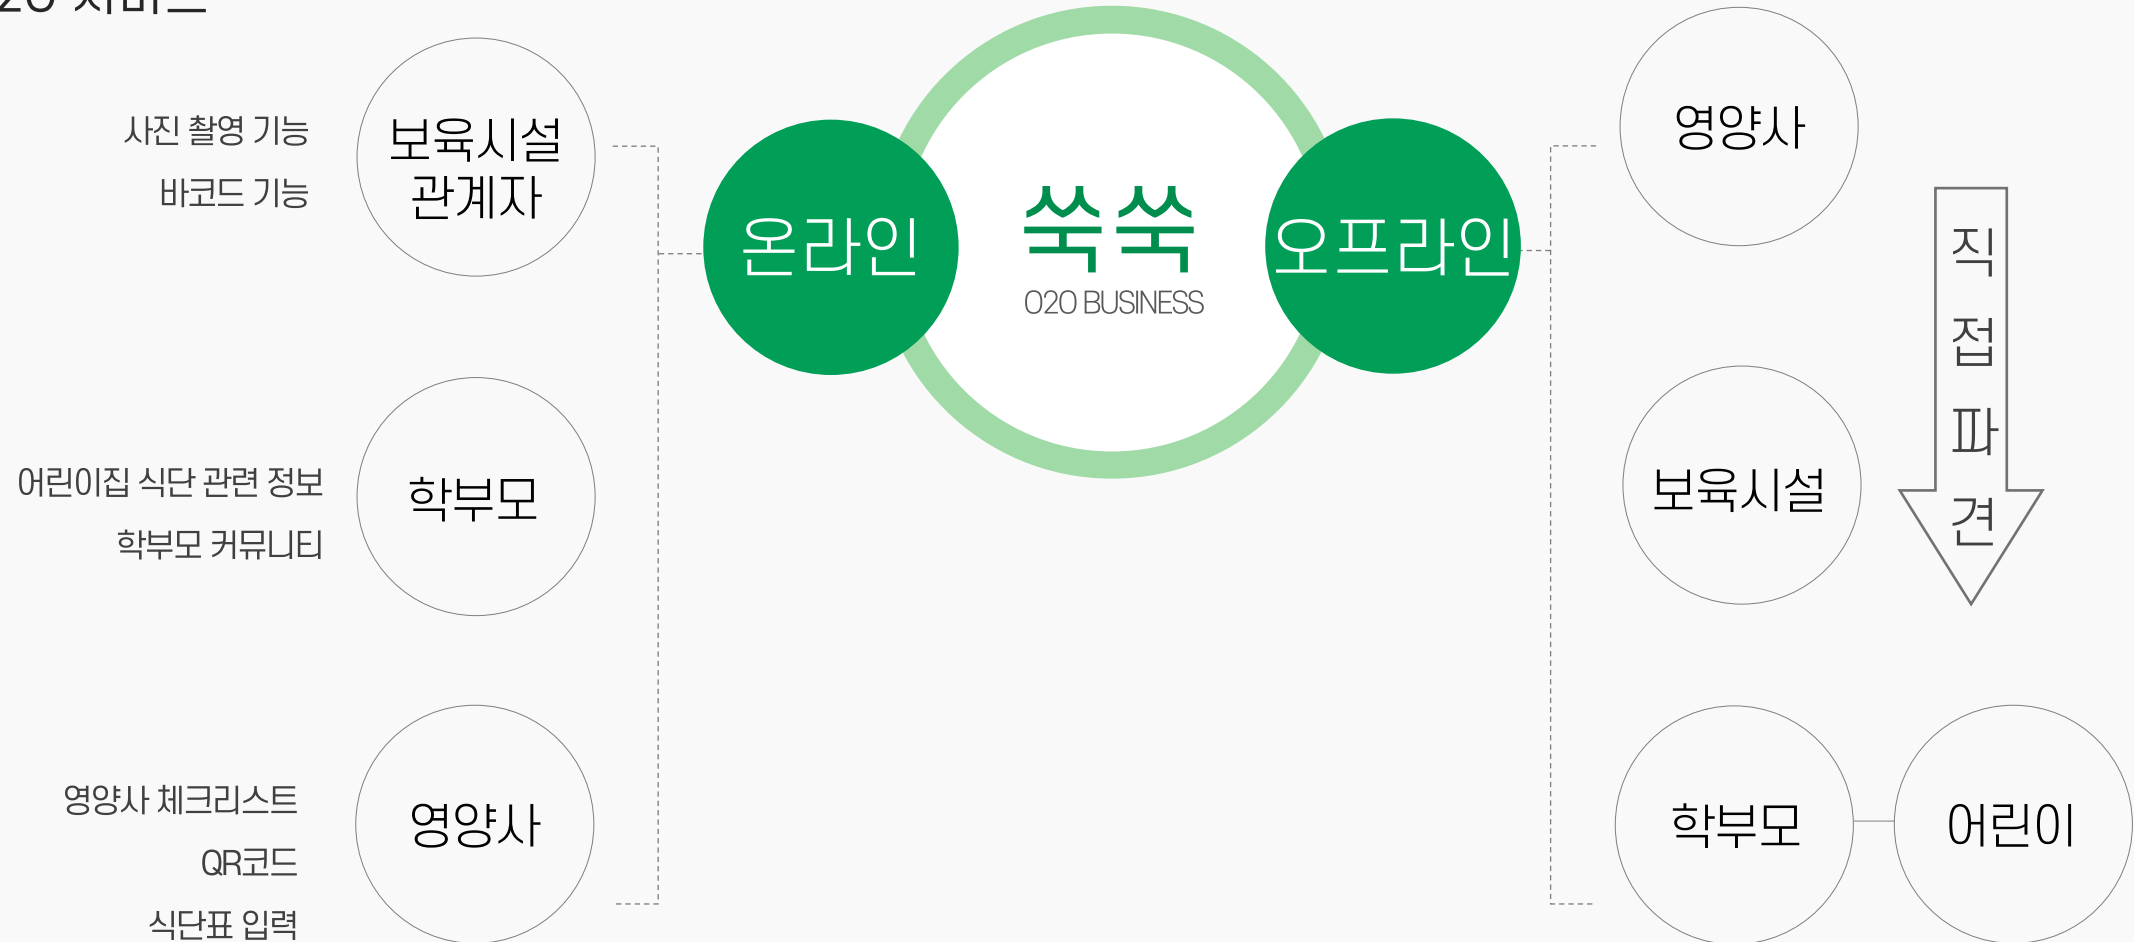 보육시설
관계자
사진 촬영 기능
바코드 기능
학부모
어린이집 식단 관련 정보
학부모 커뮤니티
영양사
영양사 체크리스트
QR코드
식단표 입력
온라인
쑥쑥
O2O BUSINESS
오프라인
영양사
보육시설
학부모
어린이
직
접
파
견